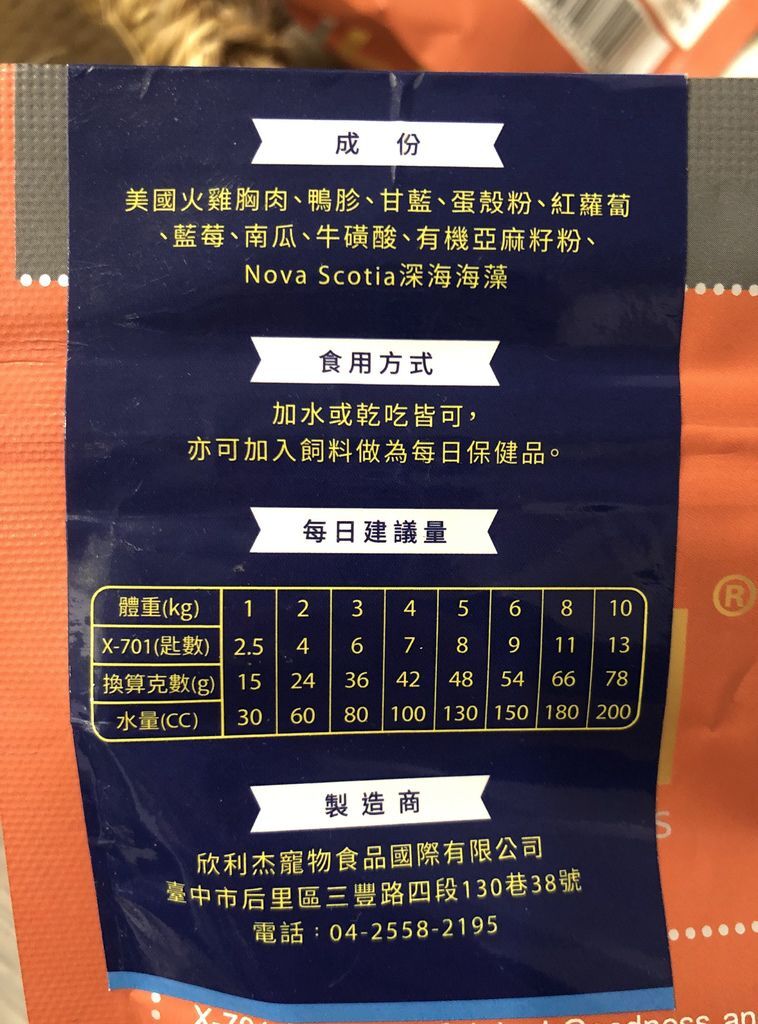 成 份
美國火雞胸肉、鴨胗、甘藍、蛋殼粉、紅蘿蔔
、藍莓、南瓜、牛磺酸、有機亞麻籽粉、
Nova Scotia深海海藻
食用方式
加水或乾吃皆可，
亦可加入飼料做為每日保健品。
每日建議量
體重(kg) 1 2 3 4 5 6 8 10
X-701(匙數) 2.5 4 6 7 8 9 11 13
換算克數(g) 15 24 36 42 48 54 66 78
水量(CC) 30 60 80 100 130 150 180 200
®
製造商
欣利杰寵物食品國際有限公司
臺中市后里區三豐路四段130巷38號
電話：04-2558-2195